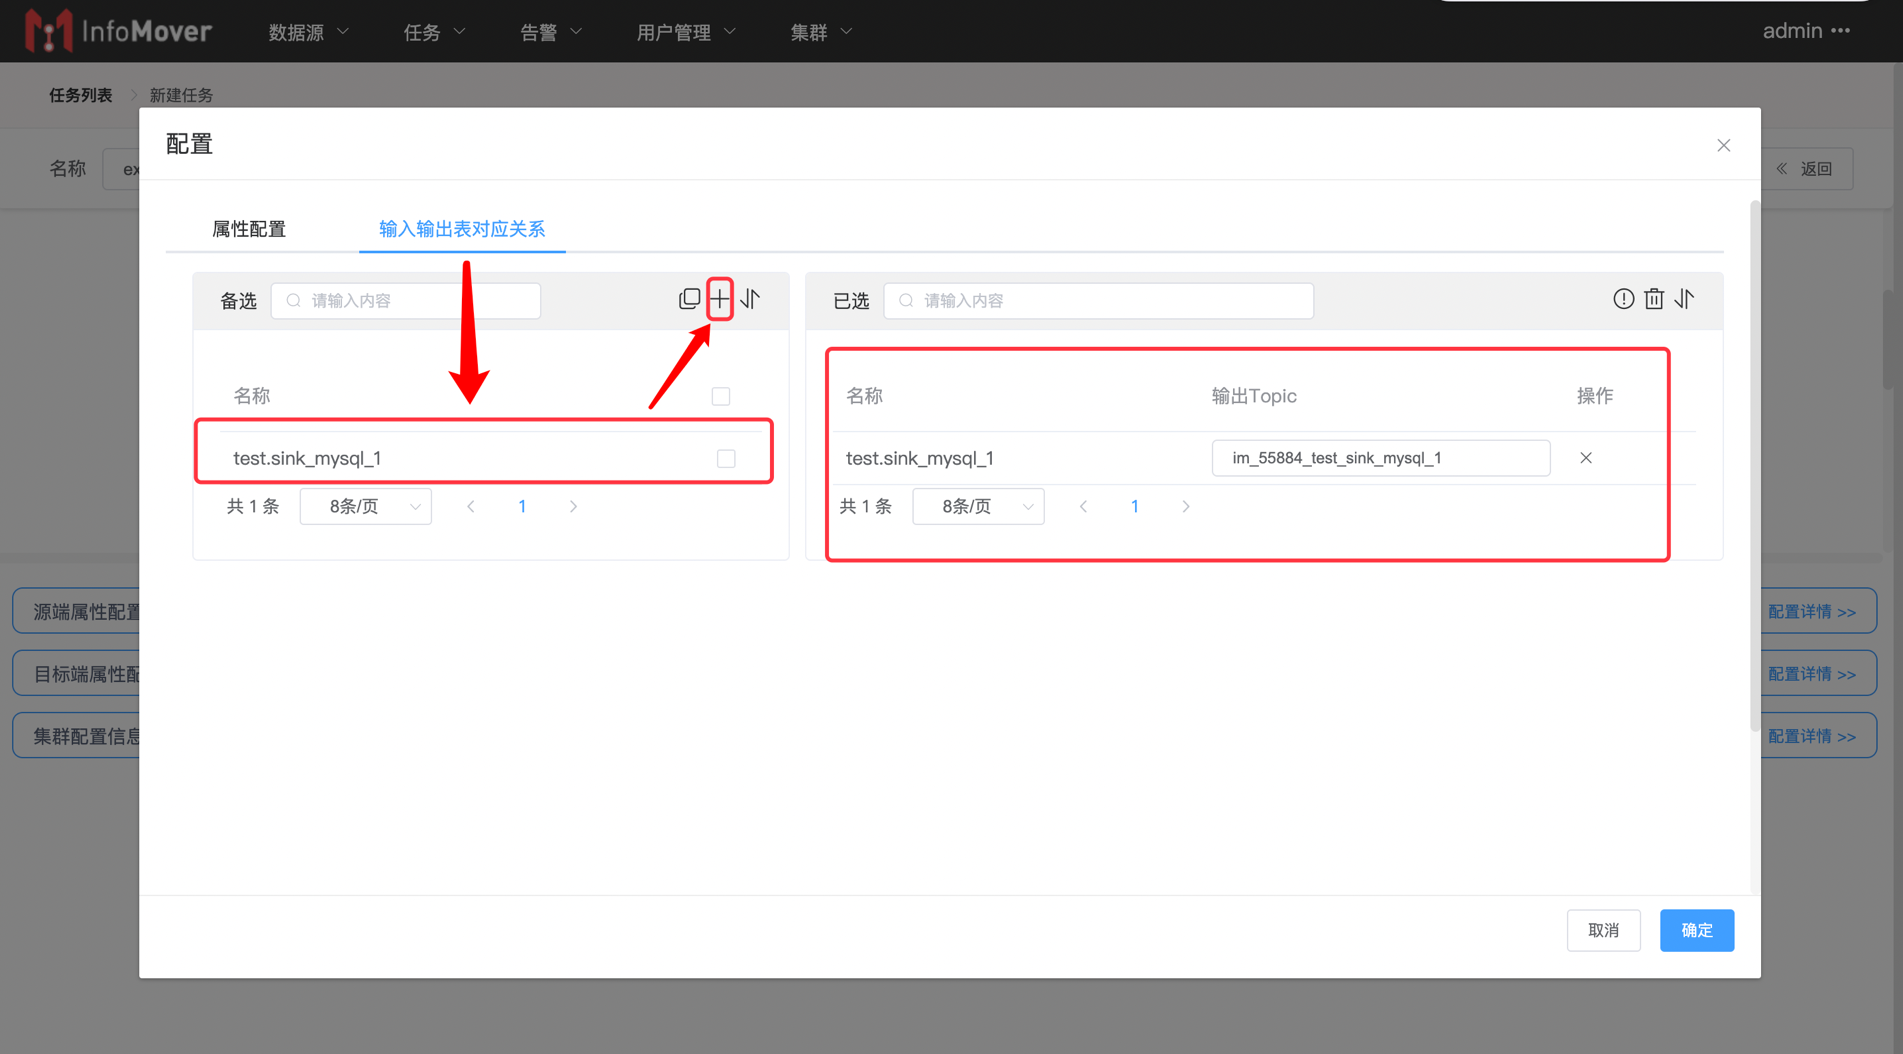 InfoMover 数据源 任务 告警 用户管理 集群 admin ···
任务列表 > 新建任务
名称 ex << 返回
配置
属性配置 输入输出表对应关系
备选 请输入内容
名称
test.sink_mysql_1
共 1 条 8条/页 < 1 >
已选 请输入内容
名称 输出Topic 操作
test.sink_mysql_1 im_55884_test_sink_mysql_1
共 1 条 8条/页 < 1 >
源端属性配置 配置详情 >>
目标端属性配 配置详情 >>
集群配置信息 配置详情 >>
取消 确定